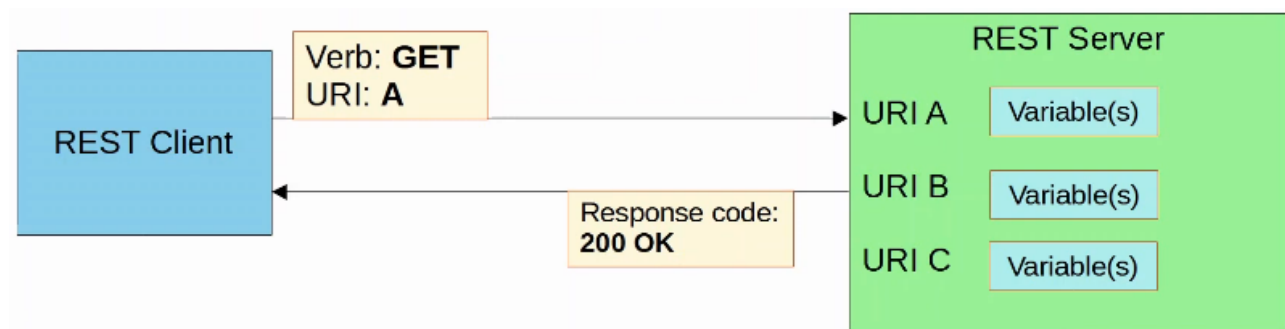 REST Client
Verb: GET
URI: A
Response code:
200 OK
REST Server
URI A
Variable(s)
URI B
Variable(s)
URI C
Variable(s)